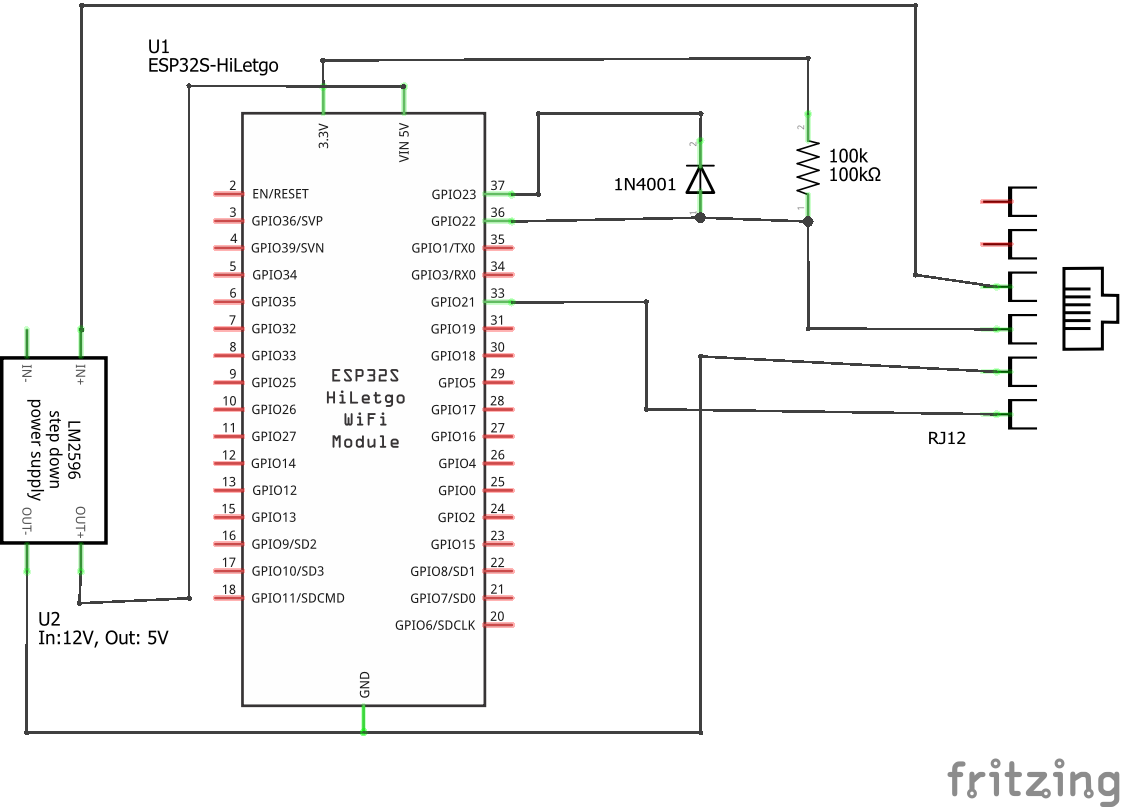 U1
ESP32S-HiLetgo
3.3V
VIN 5V
2
1
1N4001
2
1
100k
100kΩ
2 EN/RESET
3 GPIO36/SVP
4 GPIO39/SVN
5 GPIO34
6 GPIO35
7 GPIO32
8 GPIO33
9 GPIO25
10 GPIO26
11 GPIO27
12 GPIO14
13 GPIO12
15 GPIO13
16 GPIO9/SD2
17 GPIO10/SD3
18 GPIO11/SDCMD
GPIO23 37
GPIO22 36
GPIO1/TX0 35
GPIO3/RX0 34
GPIO21 33
GPIO19 31
GPIO18 30
GPIO5 29
GPIO17 28
GPIO16 27
GPIO4 26
GPIO0 25
GPIO2 24
GPIO15 23
GPIO8/SD1 22
GPIO7/SD0 21
GPIO6/SDCLK 20
ESP32S
HiLetgo
WiFi
Module
GND
IN-
IN+
LM2596
step down
power supply
OUT-
OUT+
U2
In:12V, Out: 5V
RJ12
fritzing